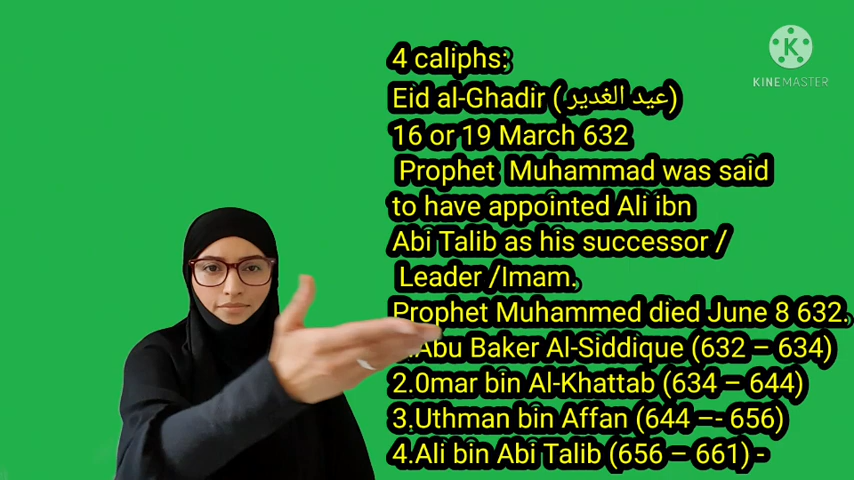 4 caliphs:
Eid al-Ghadir (عيد الغدير)
16 or 19 March 632
Prophet Muhammad was said
to have appointed Ali ibn
Abi Talib as his successor /
Leader /Imam.
Prophet Muhammed died June 8 632.
.Abu Baker Al-Siddique (632 – 634)
2.0mar bin Al-Khattab (634 – 644)
3.Uthman bin Affan (644 –- 656)
4.Ali bin Abi Talib (656 – 661) -
K
KINEMASTER